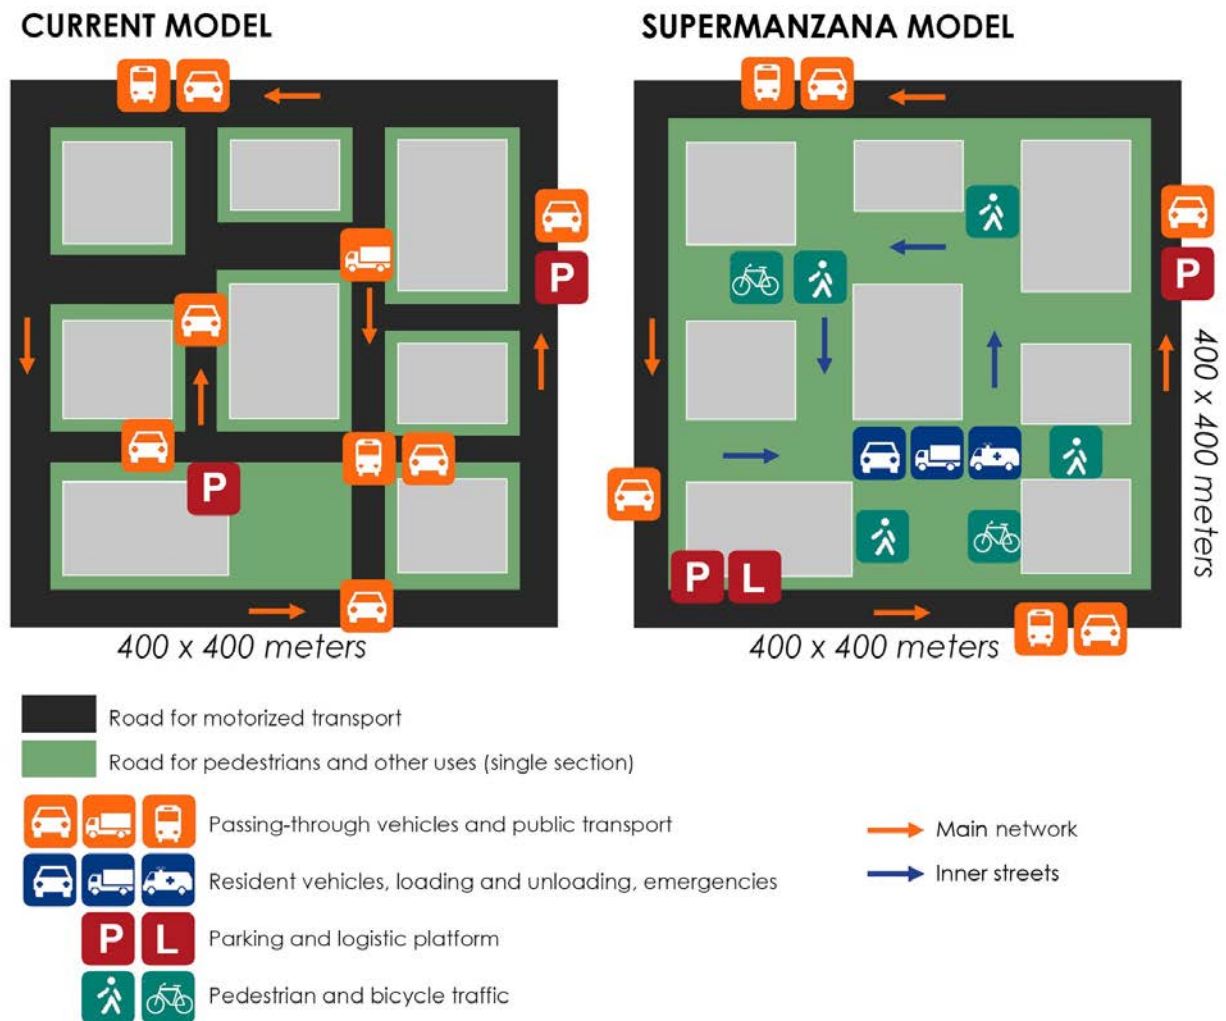 CURRENT MODEL
SUPERMANZANA MODEL
P
P
400 x 400 meters
P
P L
400 x 400 meters
400 x 400 meters
Road for motorized transport
Road for pedestrians and other uses (single section)
Passing-through vehicles and public transport
Resident vehicles, loading and unloading, emergencies
P L Parking and logistic platform
Pedestrian and bicycle traffic
Main network
Inner streets